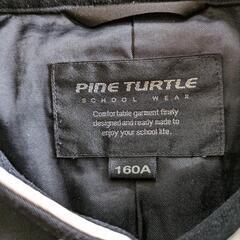 PINE TURTLE
SCHOOL WEAR
Comfortable garment finely
designed and ready made to
enjoy your school life.
160A